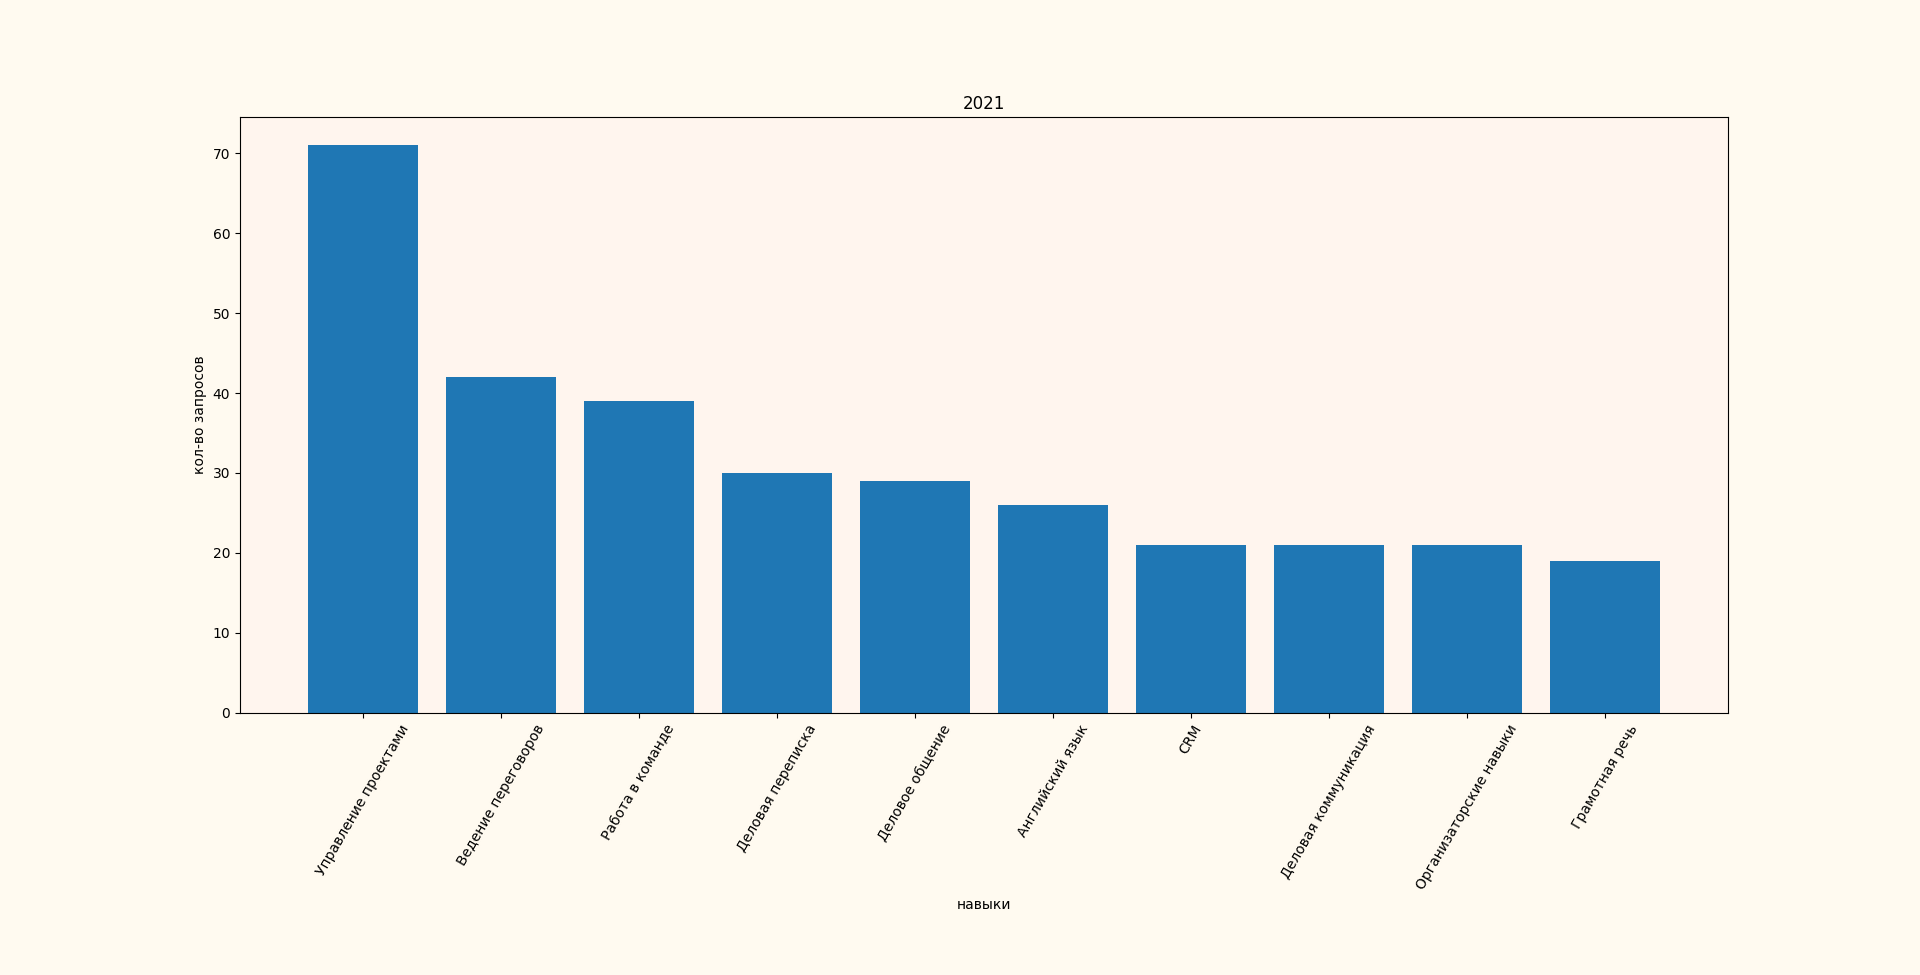 2021
кол-во запросов
70
60
50
40
30
20
10
0
Управление проектами
Ведение переговоров
Работа в команде
Деловая переписка
Деловое общение
Английский язык
CRM
Деловая коммуникация
Организаторские навыки
Грамотная речь
навыки